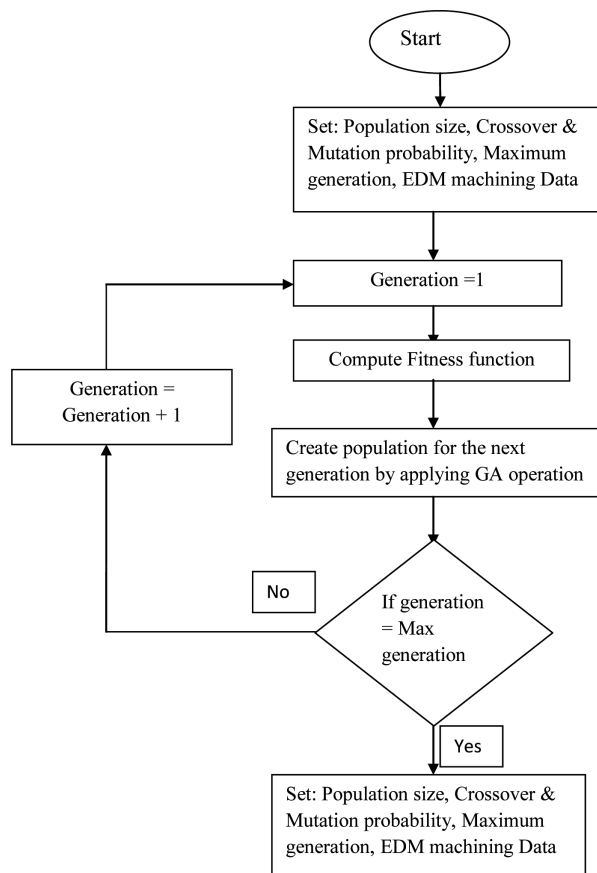 Start
Set: Population size, Crossover &
Mutation probability, Maximum
generation, EDM machining Data
Generation =1
Compute Fitness function
Generation =
Generation + 1
Create population for the next
generation by applying GA operation
No
If generation
= Max
generation
Yes
Set: Population size, Crossover &
Mutation probability, Maximum
generation, EDM machining Data